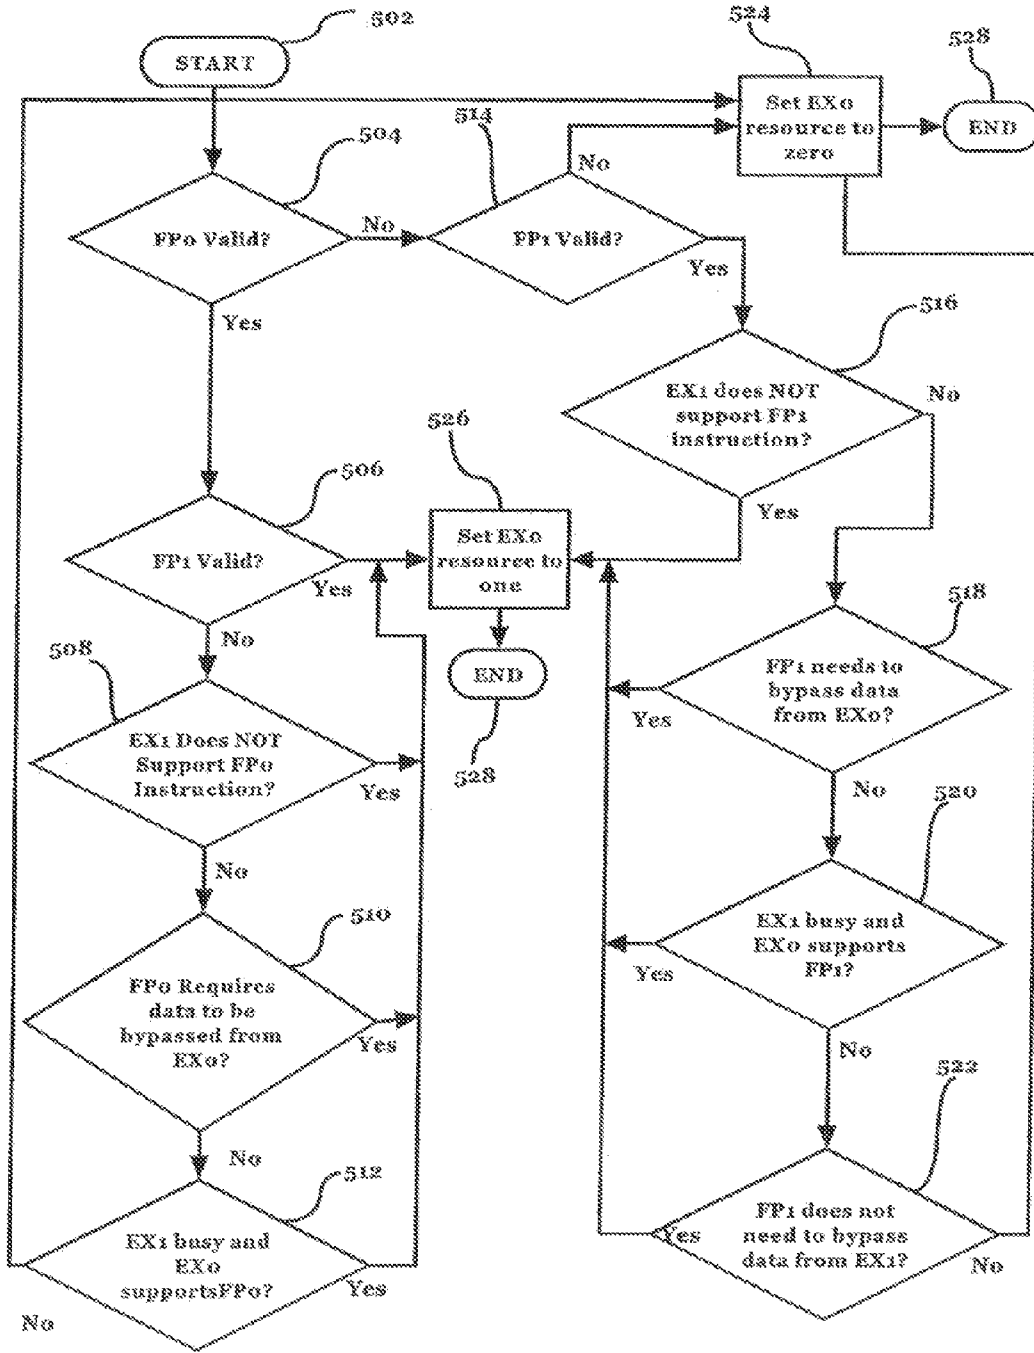 502
START
524
Set EX0
resource to
zero
528
END
504
514
FP0 Valid?
No
FP1 Valid?
No
Yes
Yes
516
EX1 does NOT
support FP1
instruction?
No
Yes
526
Set EX0
resource to
one
END
528
506
FP1 Valid?
Yes
No
508
EX1 Does NOT
Support FP0
Instruction?
Yes
No
518
FP1 needs to
bypass data
from EX0?
Yes
No
510
FP0 Requires
data to be
bypassed from
EX0?
Yes
No
520
EX1 busy and
EX0 supports
FP1?
Yes
No
512
EX1 busy and
EX0
supportsFP0?
Yes
No
522
FP1 does not
need to bypass
data from EX1?
Yes
No